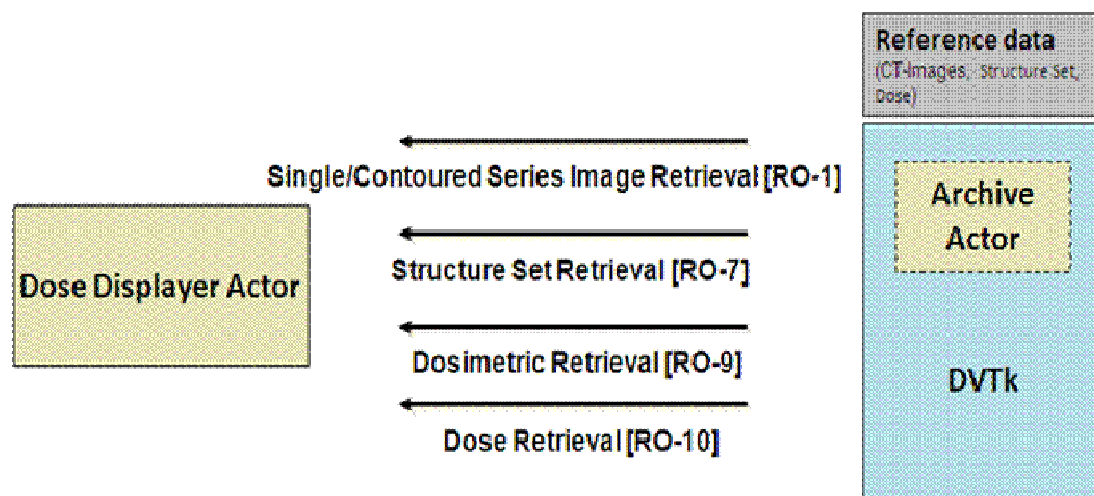 Reference data
(CT-Images, Structure Set,
Dose)
Single/Contoured Series Image Retrieval [RO-1]
Archive
Actor
Dose Displayer Actor
Structure Set Retrieval [RO-7]
Dosimetric Retrieval [RO-9]
DVTk
Dose Retrieval [RO-10]